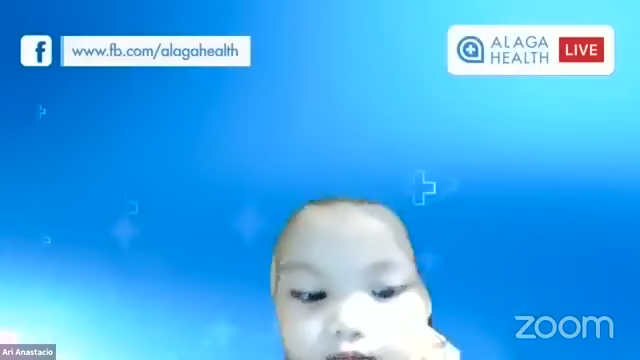 f www.fb.com/alagahealth
ALAGA
HEALTH
LIVE
zoom
Ari Anastacio